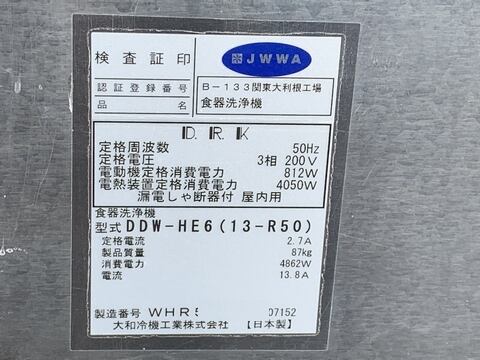 検査証印
JWWA
認証登録番号 B-133関東大利根工場
品名 食器洗浄機
D.R.K
定格周波数 50Hz
定格電圧 3相 200V
電動機定格消費電力 812W
電熱装置定格消費電力 4050W
漏電しゃ断器付 屋内用
食器洗浄機
型式 DDW-HE6(13-R50)
定格電流 2.7A
製品質量 87kg
消費電力 4862W
電流 13.8A
製造番号 WHR5 07152
大和冷機工業株式会社 【日本製】